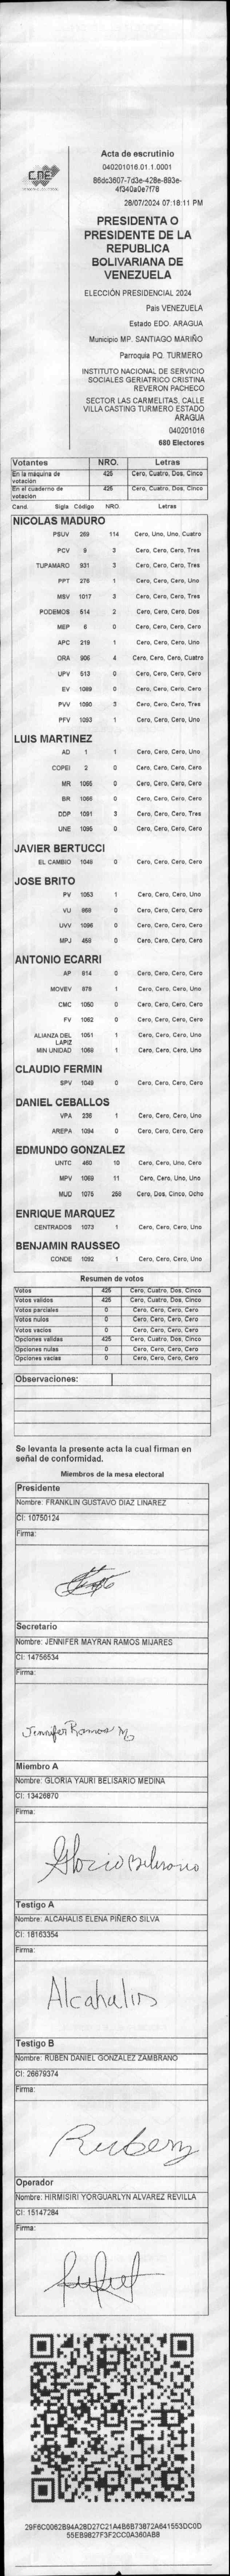 CNE
Acta de escrutinio
040201016.01.1.0001
86dc3607-7d3e-428e-893e-
4f340a0e7f78
28/07/2024 07:18:11 PM
PRESIDENTA O
PRESIDENTE DE LA
REPUBLICA
BOLIVARIANA DE
VENEZUELA
ELECCIÓN PRESIDENCIAL 2024
País VENEZUELA
Estado EDO. ARAGUA
Municipio MP. SANTIAGO MARIÑO
Parroquia PQ. TURMERO
INSTITUTO NACIONAL DE SERVICIO
SOCIALES GERIATRICO CRISTINA
REVERON PACHECO
SECTOR LAS CARMELITAS. CALLE
VILLA CASTING TURMERO ESTADO
ARAGUA
040201016
680 Electores
Votantes NRO. Letras
En la máquina de votación 425 Cero, Cuatro, Dos, Cinco
En el cuaderno de votación 425 Cero, Cuatro, Dos, Cinco
Cand. Sigla Código NRO. Letras
NICOLAS MADURO
PSUV 269 114 Cero, Uno, Uno, Cuatro
PCV 9 3 Cero, Cero, Cero, Tres
TUPAMARO 931 3 Cero, Cero, Cero, Tres
PPT 276 1 Cero, Cero, Cero, Uno
MSV 1017 3 Cero, Cero, Cero, Tres
PODEMOS 514 2 Cero, Cero, Cero, Dos
MEP 6 0 Cero, Cero, Cero, Cero
APC 219 1 Cero, Cero, Cero, Uno
ORA 906 4 Cero, Cero, Cero, Cuatro
UPV 513 0 Cero, Cero, Cero, Cero
EV 1089 0 Cero, Cero, Cero, Cero
PVV 1090 3 Cero, Cero, Cero, Tres
PFV 1093 1 Cero, Cero, Cero, Uno
LUIS MARTINEZ
AD 1 1 Cero, Cero, Cero, Uno
COPEI 2 0 Cero, Cero, Cero, Cero
MR 1065 0 Cero, Cero, Cero, Cero
BR 1066 0 Cero, Cero, Cero, Cero
DDP 1091 3 Cero, Cero, Cero, Tres
UNE 1095 0 Cero, Cero, Cero, Cero
JAVIER BERTUCCI
EL CAMBIO 1048 0 Cero, Cero, Cero, Cero
JOSE BRITO
PV 1053 1 Cero, Cero, Cero, Uno
VU 968 0 Cero, Cero, Cero, Cero
UVV 1096 0 Cero, Cero, Cero, Cero
MPJ 459 0 Cero, Cero, Cero, Cero
ANTONIO ECARRI
AP 814 0 Cero, Cero, Cero, Cero
MOVEV 878 1 Cero, Cero, Cero, Uno
CMC 1050 0 Cero, Cero, Cero, Cero
FV 1062 0 Cero, Cero, Cero, Cero
ALIANZA DEL LAPIZ 1051 1 Cero, Cero, Cero, Uno
MIN UNIDAD 1068 1 Cero, Cero, Cero, Uno
CLAUDIO FERMIN
SPV 1049 0 Cero, Cero, Cero, Cero
DANIEL CEBALLOS
VPA 236 1 Cero, Cero, Cero, Uno
AREPA 1094 0 Cero, Cero, Cero, Cero
EDMUNDO GONZALEZ
UNTC 460 10 Cero, Cero, Uno, Cero
MPV 1069 11 Cero, Cero, Uno, Uno
MUD 1075 258 Cero, Dos, Cinco, Ocho
ENRIQUE MARQUEZ
CENTRADOS 1073 1 Cero, Cero, Cero, Uno
BENJAMIN RAUSSEO
CONDE 1092 1 Cero, Cero, Cero, Uno
Resumen de votos
Votos 425 Cero, Cuatro, Dos, Cinco
Votos validos 425 Cero, Cuatro, Dos, Cinco
Votos parciales 0 Cero, Cero, Cero, Cero
Votos nulos 0 Cero, Cero, Cero, Cero
Votos vacios 0 Cero, Cero, Cero, Cero
Opciones validas 425 Cero, Cuatro, Dos, Cinco
Opciones nulas 0 Cero, Cero, Cero, Cero
Opciones vacias 0 Cero, Cero, Cero, Cero
Observaciones:
Se levanta la presente acta la cual firman en
señal de conformidad.
Miembros de la mesa electoral
Presidente
Nombre: FRANKLIN GUSTAVO DIAZ LINAREZ
CI: 10750124
Firma:
Secretario
Nombre: JENNIFER MAYRAN RAMOS MIJARES
CI: 14756534
Firma:
Jennifer Ramos M
Miembro A
Nombre: GLORIA YAURI BELISARIO MEDINA
CI: 13426870
Firma:
Gloria Belisario
Testigo A
Nombre: ALCAHALIS ELENA PIÑERO SILVA
CI: 18163354
Firma:
Alcahalis
Testigo B
Nombre: RUBEN DANIEL GONZALEZ ZAMBRANO
CI: 26679374
Firma:
Operador
Nombre: HIRMISIRI YORGUARLYN ALVAREZ REVILLA
CI: 15147284
Firma:
29F6C0062B94A28D27C21A4B6B73B72A641553DC0D
55EB9827F3F2CC0A360AB8